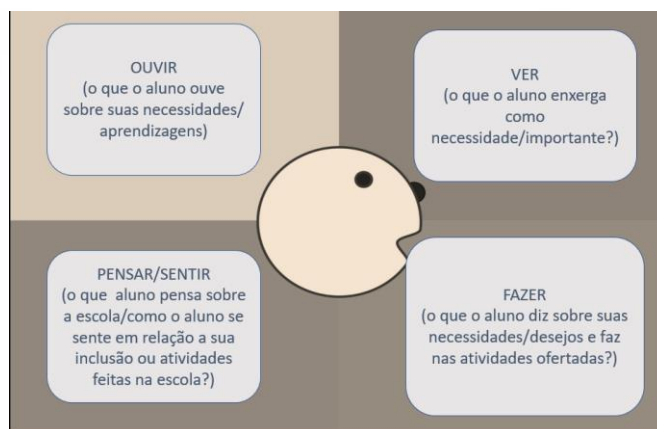 OUVIR
(o que o aluno ouve
sobre suas necessidades/
aprendizagens)
VER
(o que o aluno enxerga
como
necessidade/importante?)
PENSAR/SENTIR
(o que  aluno pensa sobre
a escola/como o aluno se
sente em relação a sua
inclusão ou atividades
feitas na escola?)
FAZER
(o que o aluno diz sobre suas
necessidades/desejos e faz
nas atividades ofertadas?)